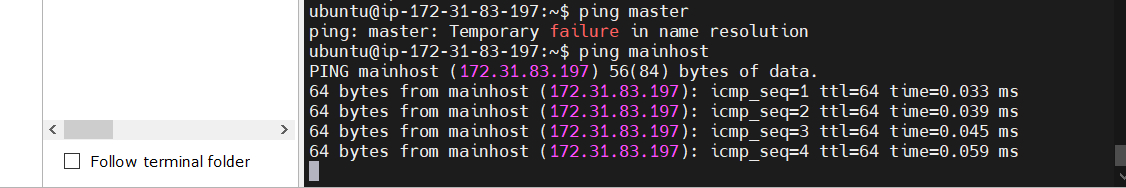 ubuntu@ip-172-31-83-197:~$ ping master
ping: master: Temporary failure in name resolution
ubuntu@ip-172-31-83-197:~$ ping mainhost
PING mainhost (172.31.83.197) 56(84) bytes of data.
64 bytes from mainhost (172.31.83.197): icmp_seq=1 ttl=64 time=0.033 ms
64 bytes from mainhost (172.31.83.197): icmp_seq=2 ttl=64 time=0.039 ms
64 bytes from mainhost (172.31.83.197): icmp_seq=3 ttl=64 time=0.045 ms
64 bytes from mainhost (172.31.83.197): icmp_seq=4 ttl=64 time=0.059 ms
Follow terminal folder